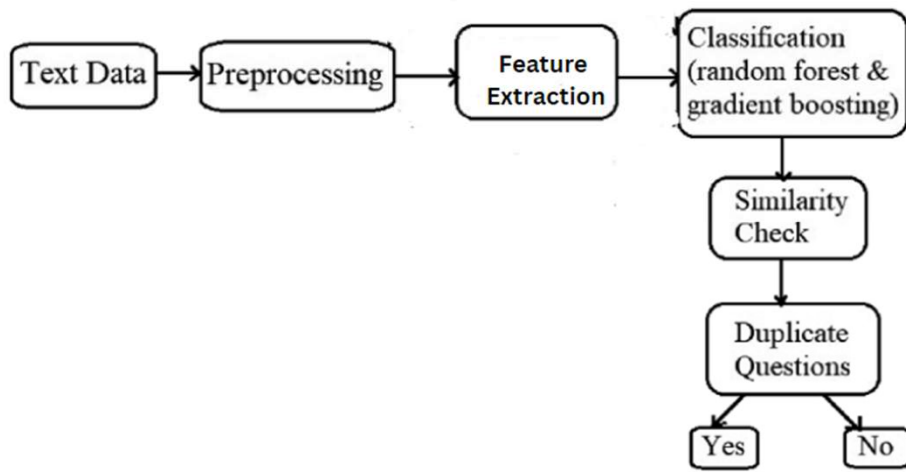 Text Data
Preprocessing
Feature
Extraction
Classification
(random forest &
gradient boosting)
Similarity
Check
Duplicate
Questions
Yes
No